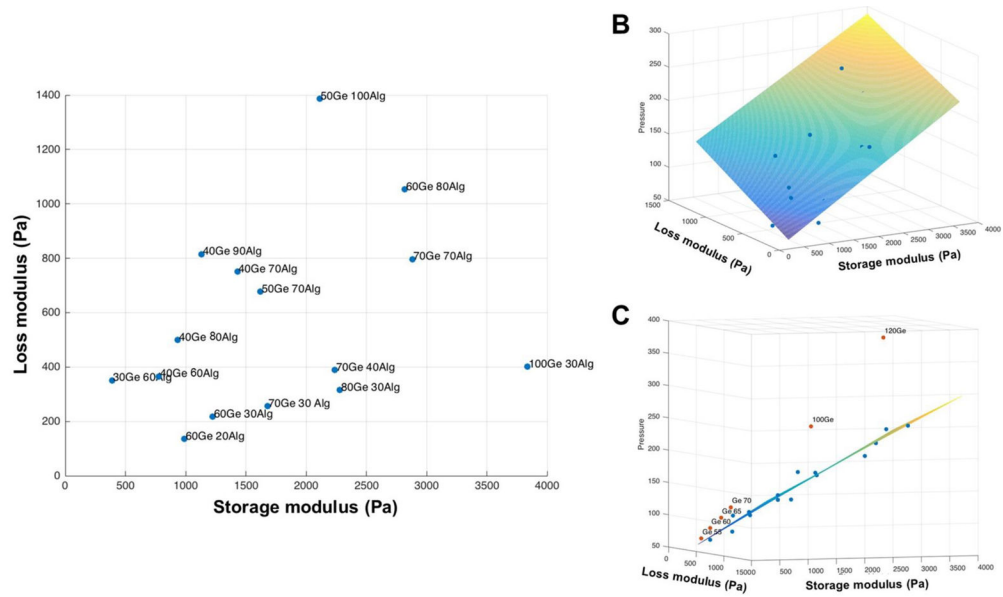 1400
1200
1000
800
600
400
200
0
Loss modulus (Pa)
50Ge 100Alg
60Ge 80Alg
40Ge 90Alg
70Ge 70Alg
40Ge 70Alg
50Ge 70Alg
40Ge 80Alg
30Ge 60Alg
40Ge 60Alg
70Ge 40Alg
100Ge 30Alg
80Ge 30Alg
70Ge 30 Alg
60Ge 30Alg
60Ge 20Alg
0 500 1000 1500 2000 2500 3000 3500 4000
Storage modulus (Pa)
B
300
250
200
150
100
50
Pressure
1500
1000
500
0
Loss modulus (Pa)
0 500 1000 1500 2000 2500 3000 3500 4000
Storage modulus (Pa)
C
400
350
300
250
200
150
100
50
Pressure
120Ge
100Ge
Ge 70
Ge 65
Ge 60
Ge 55
500 1000 15000 500 1000 1500 2000 2500 3000 3500 4000
Loss modulus (Pa)
Storage modulus (Pa)